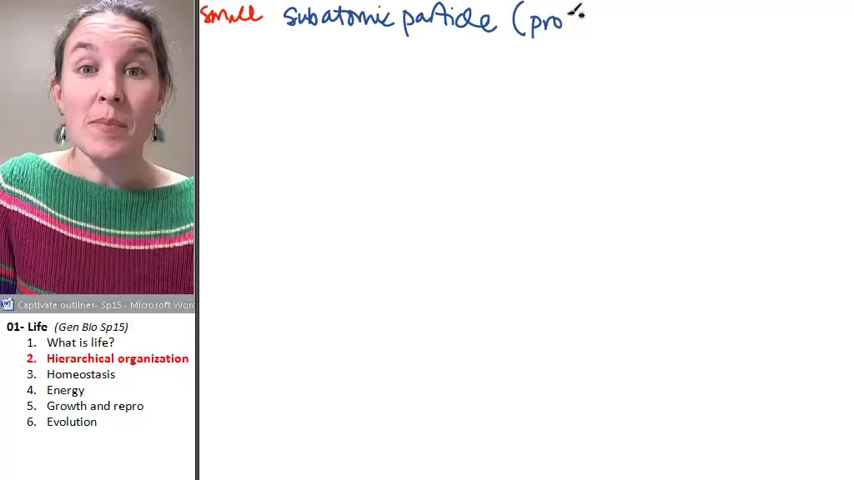 small subatomic particle (pro
Captivate outlines- Sp15 - Microsoft Word
01- Life (Gen Bio Sp15)
1. What is life?
2. Hierarchical organization
3. Homeostasis
4. Energy
5. Growth and repro
6. Evolution